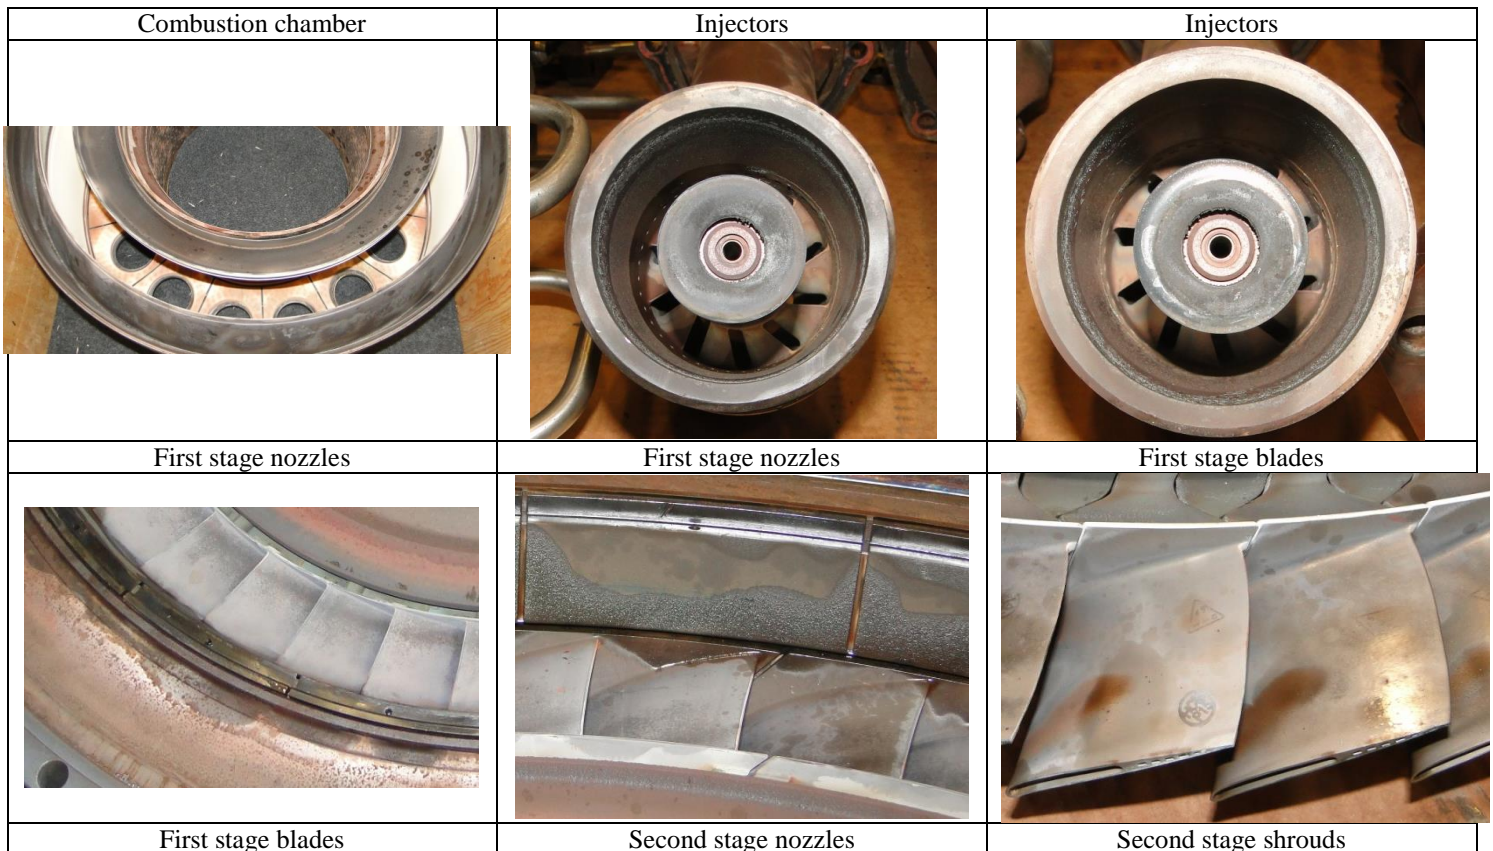 Combustion chamber
Injectors
Injectors
First stage nozzles
First stage nozzles
First stage blades
First stage blades
Second stage nozzles
Second stage shrouds